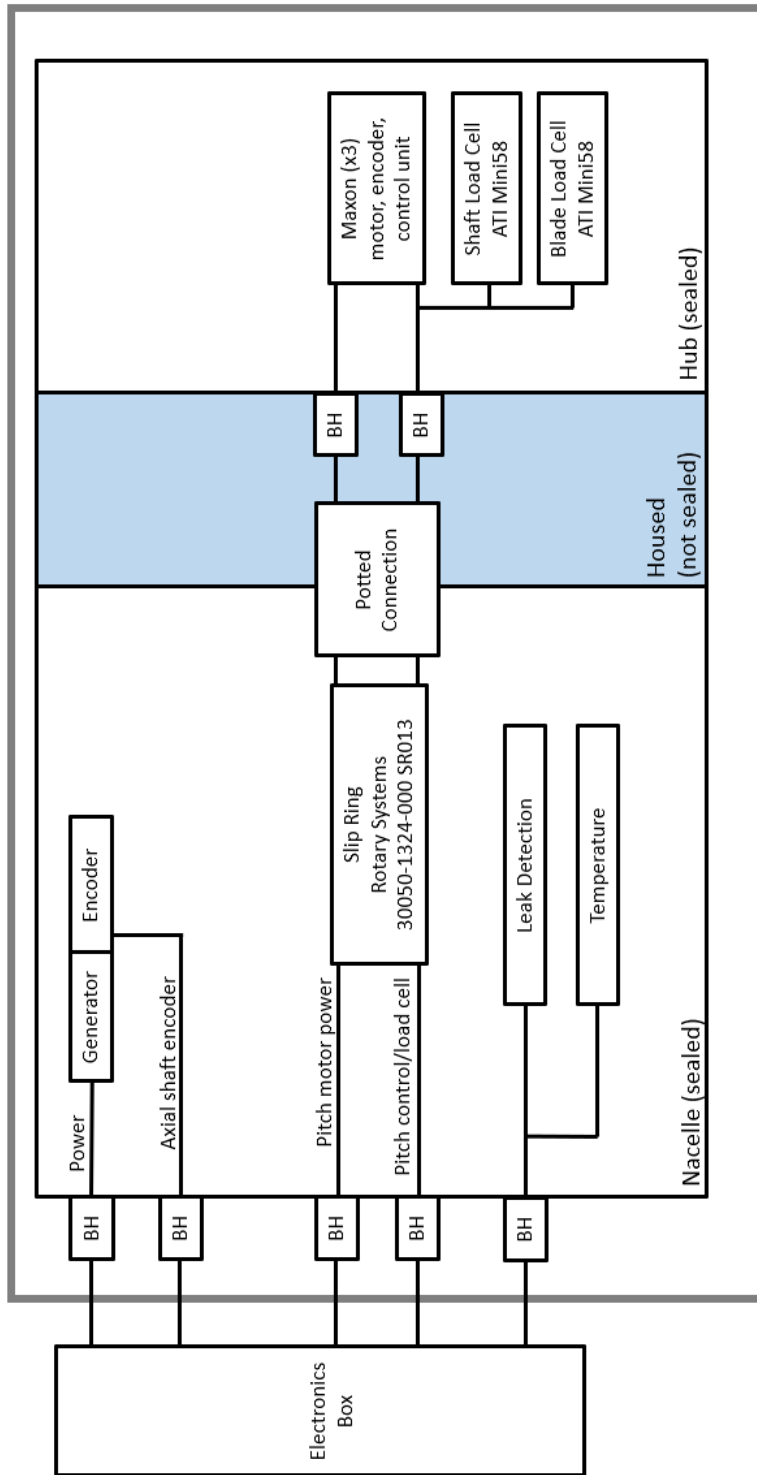 Electronics
Box
BH
BH
BH
BH
BH
Power
Axial shaft encoder
Pitch motor power
Pitch control/load cell
Generator
Encoder
Slip Ring
Rotary Systems
30050-1324-000 SR013
Leak Detection
Temperature
Nacelle (sealed)
Potted
Connection
BH
BH
Housed
(not sealed)
Maxon (x3)
motor, encoder,
control unit
Shaft Load Cell
ATI Mini58
Blade Load Cell
ATI Mini58
Hub (sealed)